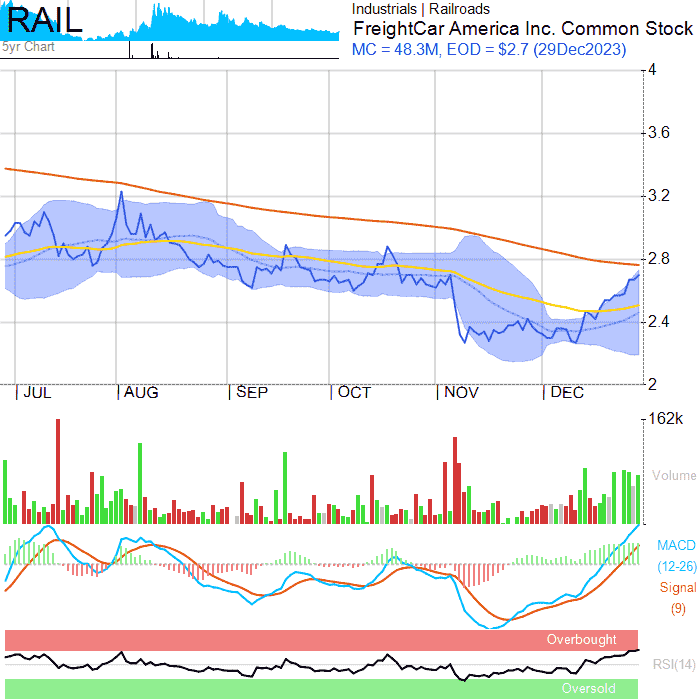 RAIL
5yr Chart
Industrials | Railroads
FreightCar America Inc. Common Stock
MC = 48.3M, EOD = $2.7 (29Dec2023)
4
3.6
3.2
2.8
2.4
2
JUL AUG SEP OCT NOV DEC
162k
Volume
MACD
(12-26)
Signal
(9)
Overbought
RSI(14)
Oversold